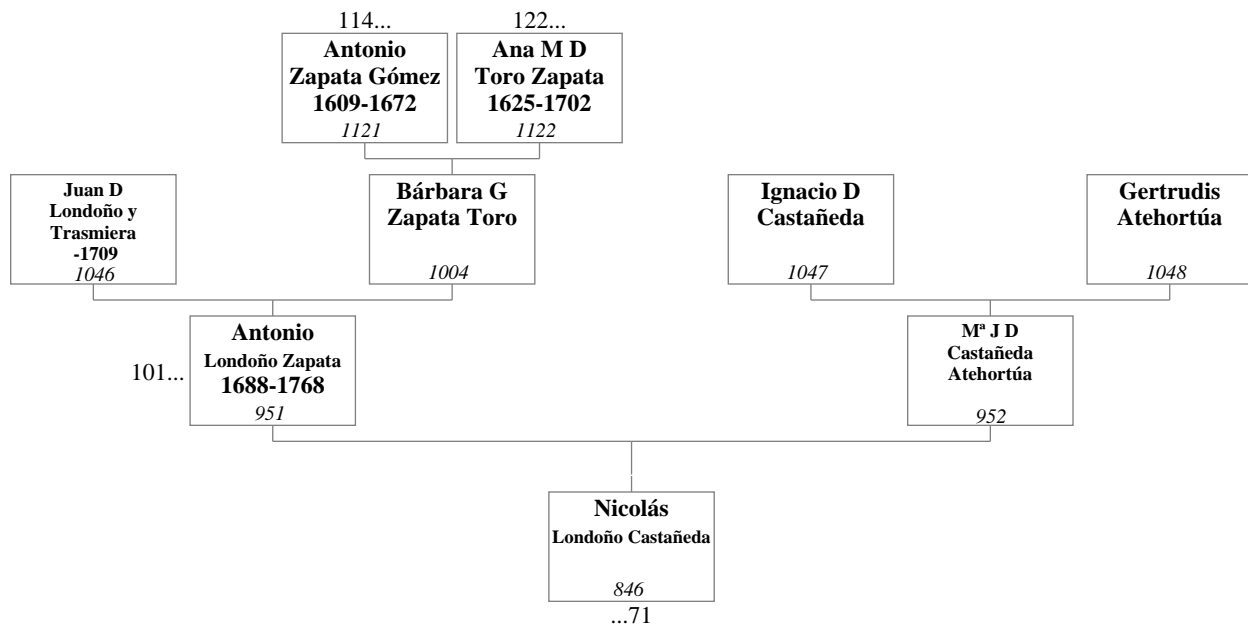 114...
122...
Antonio
Zapata Gómez
1609-1672
1121
Ana M D
Toro Zapata
1625-1702
1122
Juan D
Londoño y
Trasmiera
-1709
1046
Bárbara G
Zapata Toro
1004
Ignacio D
Castañeda
1047
Gertrudis
Atehortúa
1048
101...
Antonio
Londoño Zapata
1688-1768
951
Mª J D
Castañeda
Atehortúa
952
Nicolás
Londoño Castañeda
846
...71